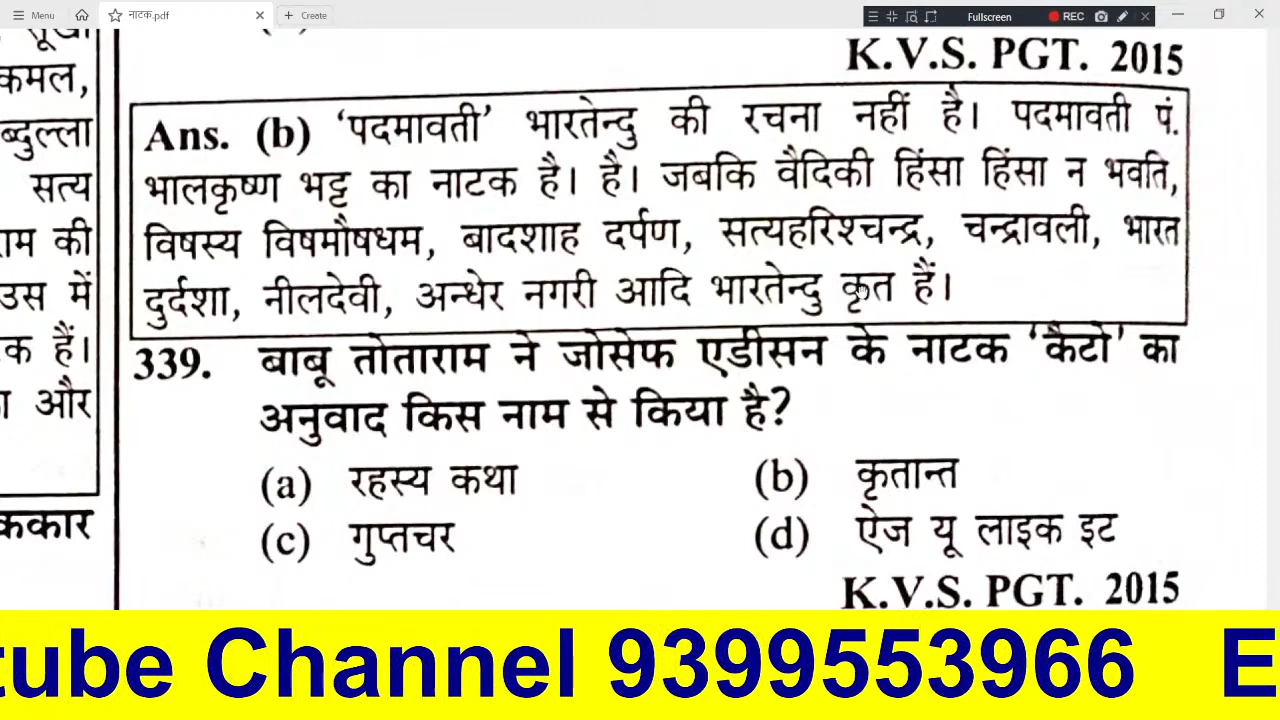 Menu
नाटक.pdf
Create
Fullscreen
REC
कमल,
ब्दुल्ला
सत्य
ाम की
उस में
क हैं।
ा और
ककार
K.V.S. PGT. 2015
Ans. (b) ‘पदमावती’ भारतेन्दु की रचना नहीं है। पदमावती पं.
भालकृष्ण भट्ट का नाटक है। है। जबकि वैदिकी हिंसा हिंसा न भवति,
विषस्य विषमौषधम, बादशाह दर्पण, सत्यहरिश्चन्द्र, चन्द्रावली, भारत
दुर्दशा, नीलदेवी, अन्धेर नगरी आदि भारतेन्दु कृत हैं।
339. बाबू तोताराम ने जोसेफ एडीसन के नाटक ‘कैटो’ का
अनुवाद किस नाम से किया है?
(a) रहस्य कथा (b) कृतान्त
(c) गुप्तचर (d) ऐज यू लाइक इट
K.V.S. PGT. 2015
tube Channel 9399553966 E